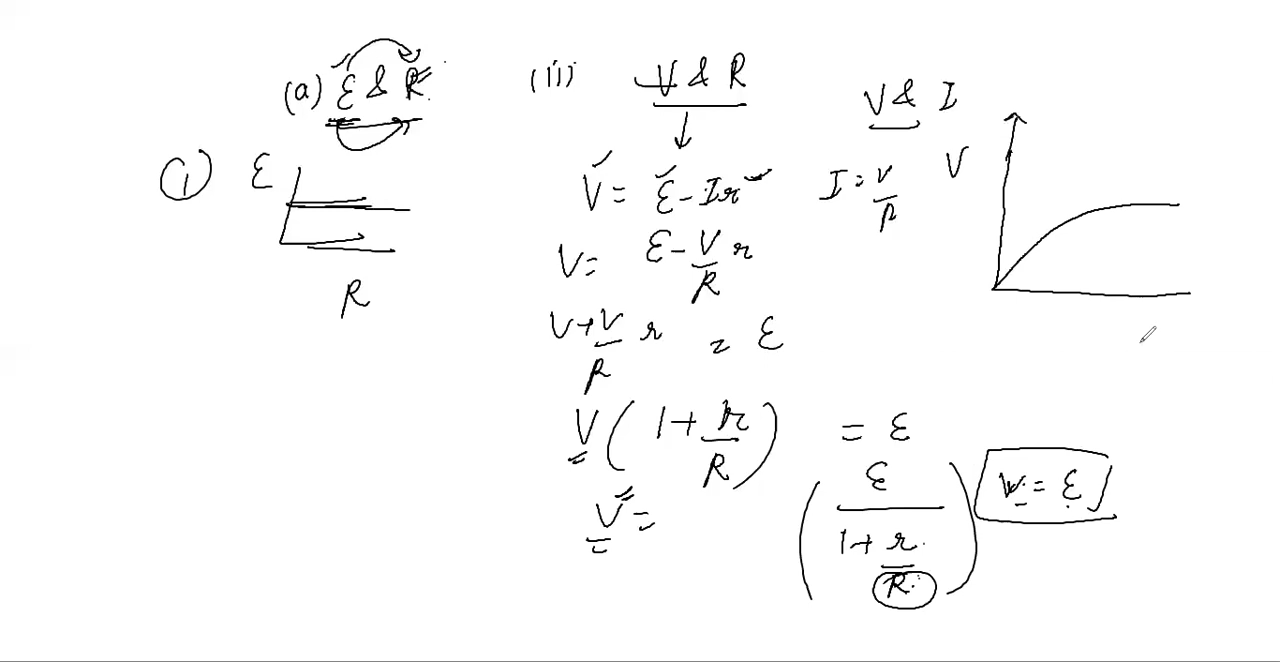 (a) ε & R
(i) ε
R
(ii) V & R
V = ε - Ir
V = ε - V/R r
V + V/R r = ε
V (1 + r/R) = ε
V = (ε / (1 + r/R))
V = ε
V & I
I = V/R
V